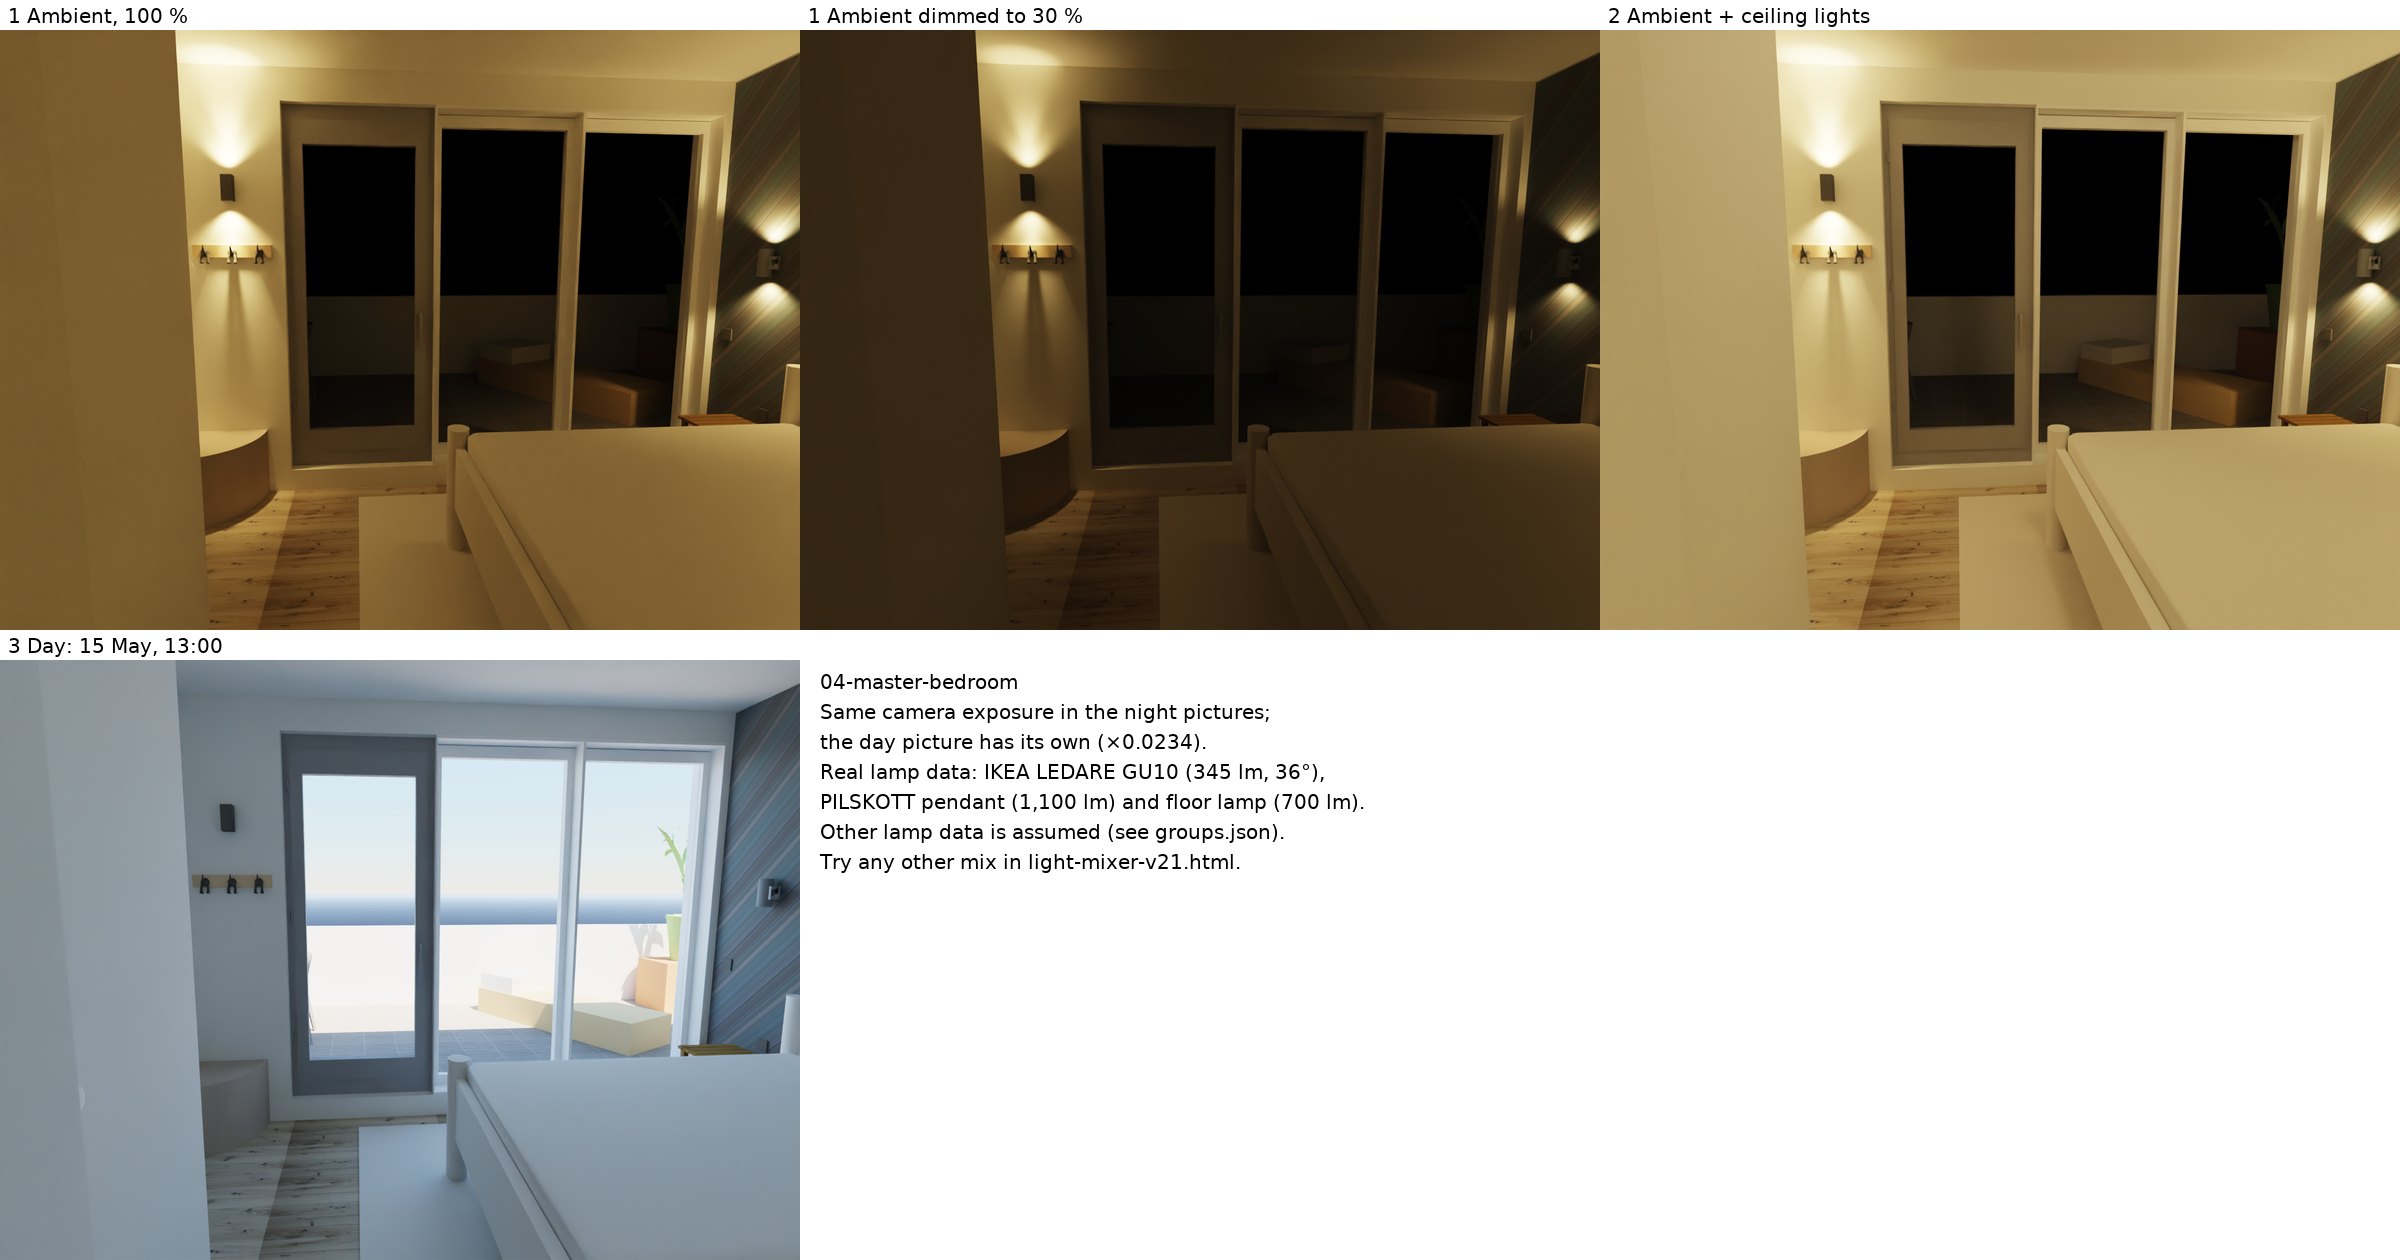 1 Ambient, 100 %
1 Ambient dimmed to 30 %
2 Ambient + ceiling lights
3 Day: 15 May, 13:00
04-master-bedroom
Same camera exposure in the night pictures;
the day picture has its own (×0.0234).
Real lamp data: IKEA LEDARE GU10 (345 lm, 36°),
PILSKOTT pendant (1,100 lm) and floor lamp (700 lm).
Other lamp data is assumed (see groups.json).
Try any other mix in light-mixer-v21.html.